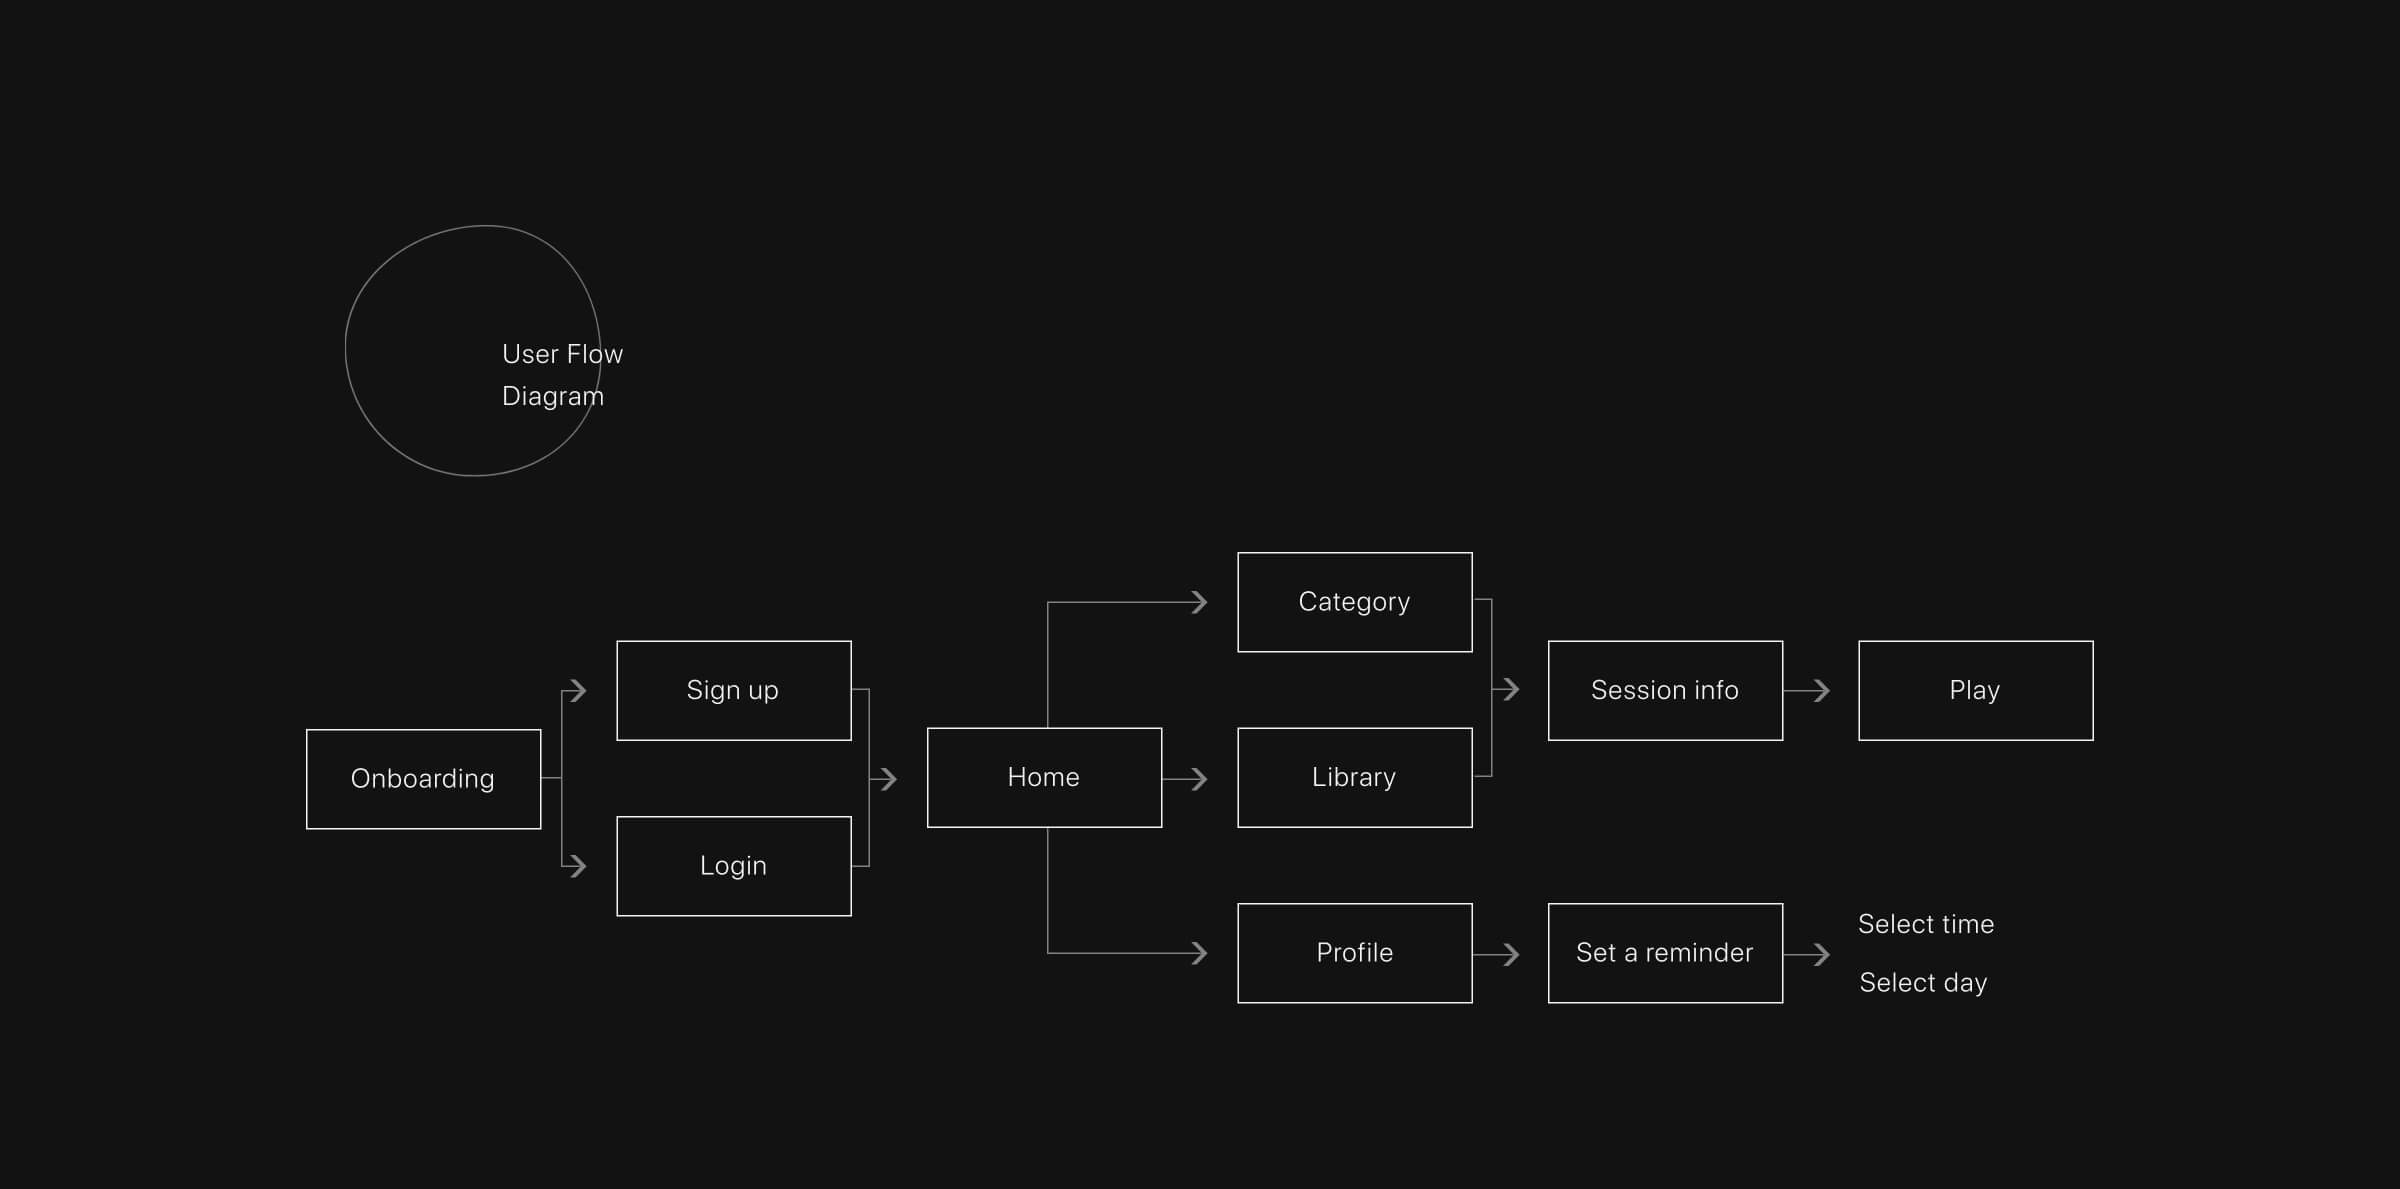 User Flow
Diagram
Onboarding
Sign up
Login
Home
Category
Library
Profile
Session info
Set a reminder
Play
Select time
Select day